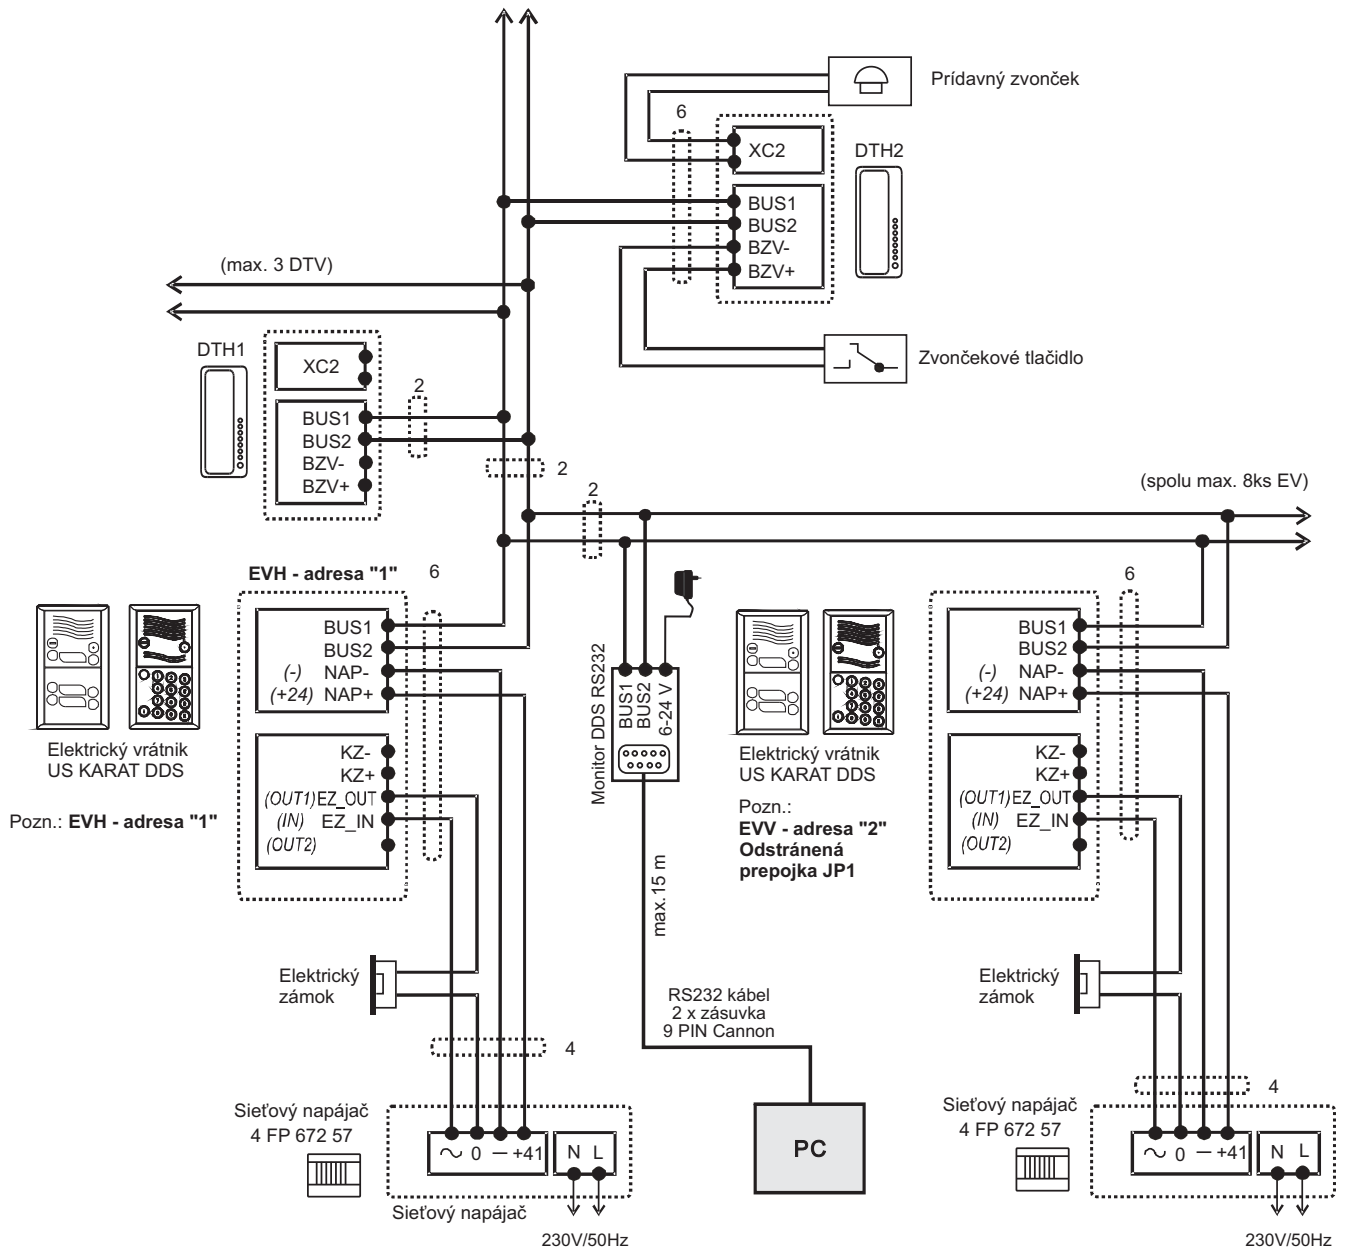 Prídavný zvonček
6
XC2
DTH2
BUS1
BUS2
BZV-
BZV+
(max. 3 DTV)
Zvončekové tlačidlo
DTH1
XC2
2
BUS1
BUS2
BZV-
BZV+
2
2
(spolu max. 8ks EV)
EVH - adresa "1"
6
BUS1
BUS2
(-) NAP-
(+24) NAP+
KZ-
KZ+
(OUT1) EZ_OUT
(IN) EZ_IN
(OUT2)
Elektrický vrátnik
US KARAT DDS
Pozn.: EVH - adresa "1"
Monitor DDS RS232
BUS1
BUS2
6-24 V
max.15 m
Elektrický vrátnik
US KARAT DDS
Pozn.:
EVV - adresa "2"
Odstránená
prepojka JP1
6
BUS1
BUS2
(-) NAP-
(+24) NAP+
KZ-
KZ+
(OUT1) EZ_OUT
(IN) EZ_IN
(OUT2)
Elektrický
zámok
RS232 kábel
2 x zásuvka
9 PIN Cannon
Elektrický
zámok
4
4
Sieťový napájač
4 FP 672 57
~ 0 – +41
N L
Sieťový napájač
230V/50Hz
PC
Sieťový napájač
4 FP 672 57
~ 0 – +41
N L
230V/50Hz